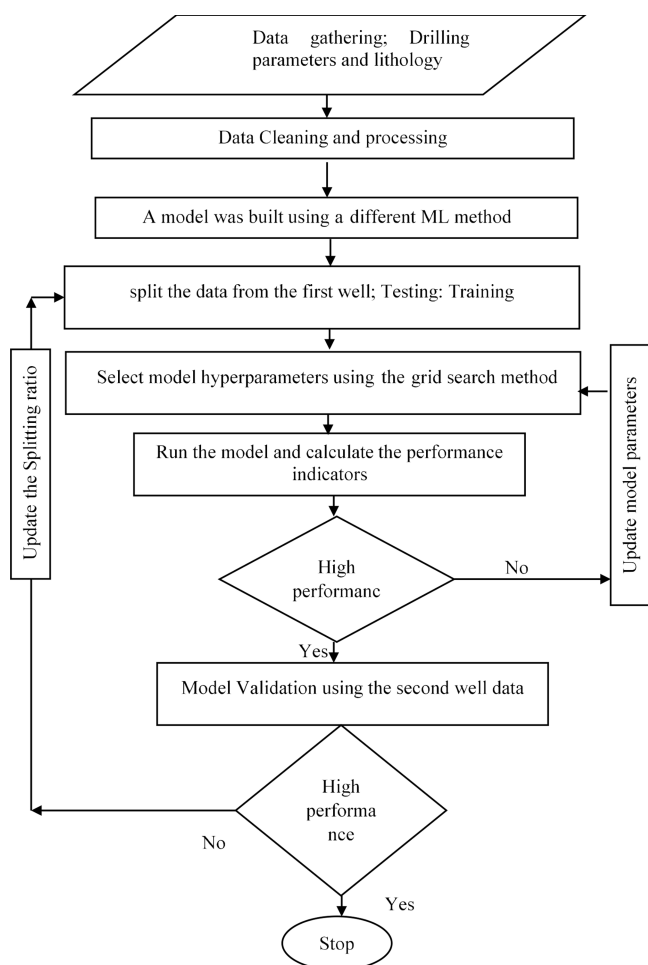 Data gathering; Drilling
parameters and lithology
Data Cleaning and processing
A model was built using a different ML method
split the data from the first well; Testing: Training
Select model hyperparameters using the grid search method
Run the model and calculate the performance
indicators
Update the Splitting ratio
Update model parameters
High
performanc
No
Yes
Model Validation using the second well data
High
performa
nce
No
Yes
Stop